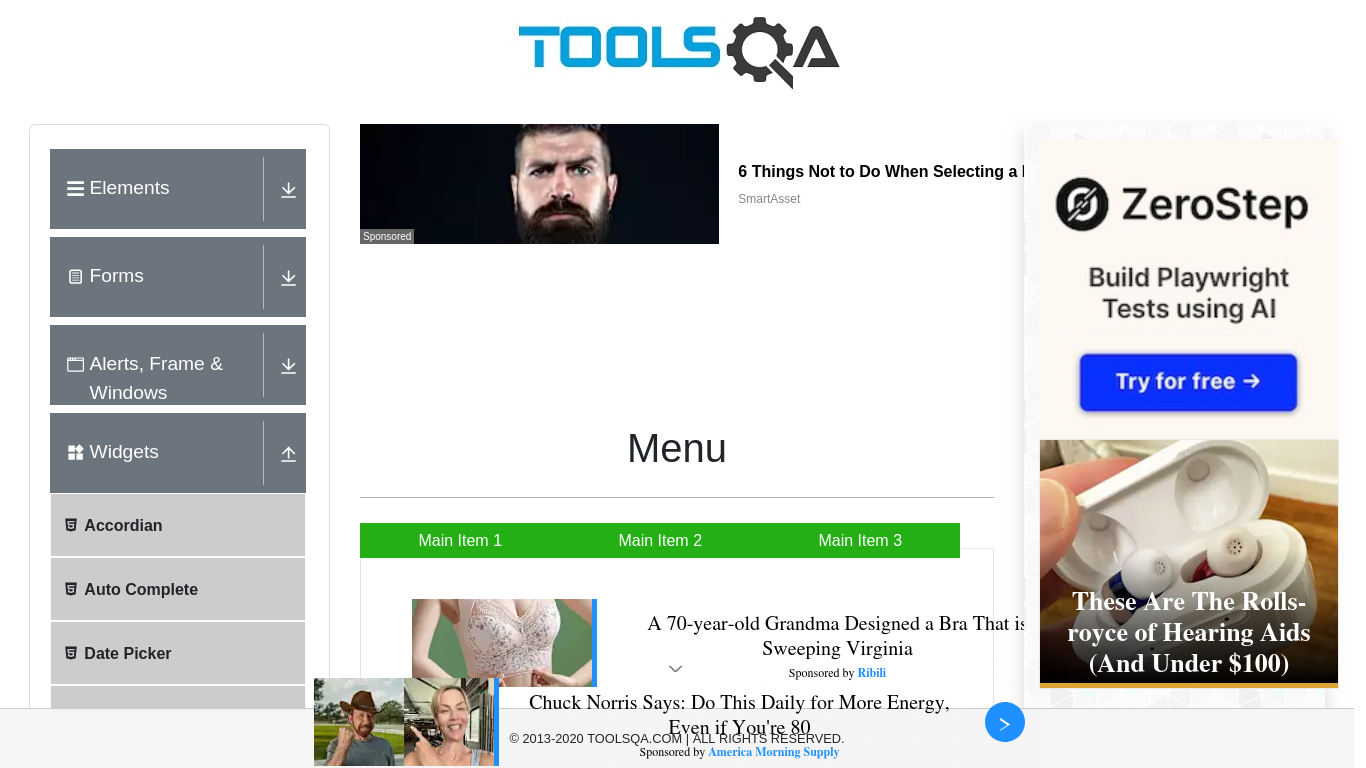 TOOLSQA
Elements
Forms
Alerts, Frame &
Windows
Widgets
Accordian
Auto Complete
Date Picker
Sponsored
6 Things Not to Do When Selecting a
SmartAsset
Menu
Main Item 1
Main Item 2
Main Item 3
A 70-year-old Grandma Designed a Bra That is
Sweeping Virginia
Sponsored by Ribili
Chuck Norris Says: Do This Daily for More Energy,
Even if You're 80
© 2013-2020 TOOLSQA.COM | ALL RIGHTS RESERVED.
Sponsored by America Morning Supply
ZeroStep
Build Playwright
Tests using AI
Try for free →
These Are The Rolls-
royce of Hearing Aids
(And Under $100)